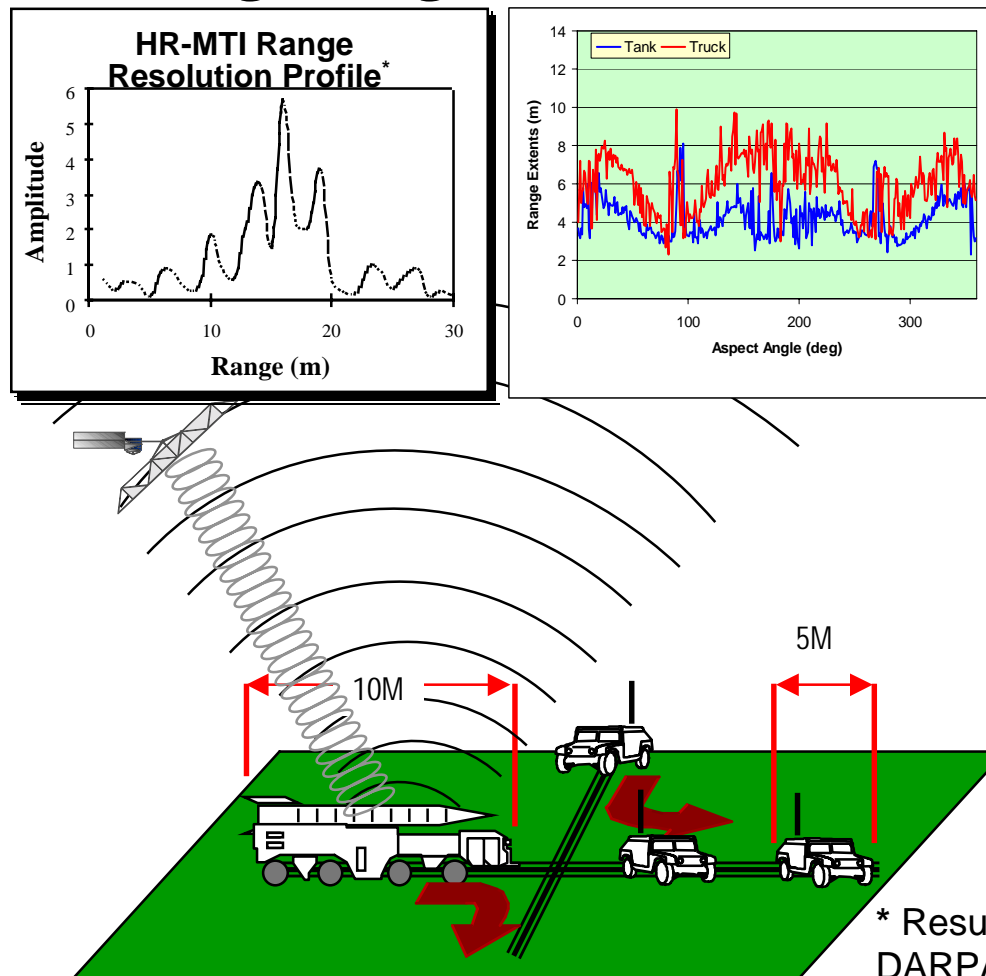 HR-MTI Range
Resolution Profile*
Amplitude
6
5
4
3
2
1
0
0 10 20 30
Range (m)
Tank Truck
Range Extents (m)
14
12
10
8
6
4
2
0
0 100 200 300
Aspect Angle (deg)
10M
5M
*
DARPA